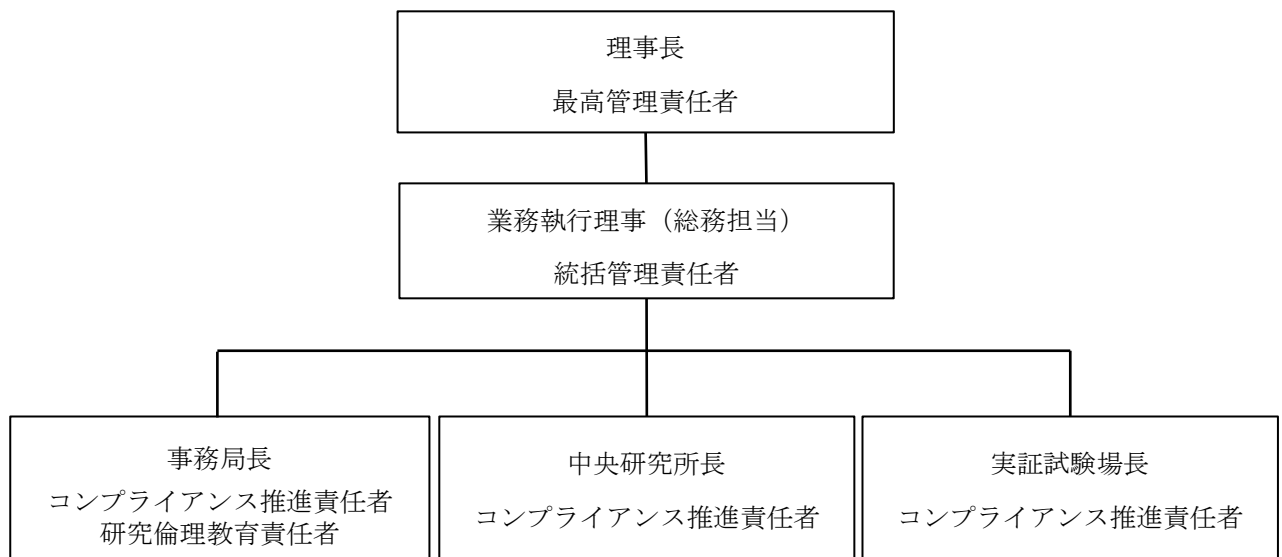 理事長
最高管理責任者
業務執行理事（総務担当）
統括管理責任者
事務局長
コンプライアンス推進責任者
研究倫理教育責任者
中央研究所長
コンプライアンス推進責任者
実証試験場長
コンプライアンス推進責任者